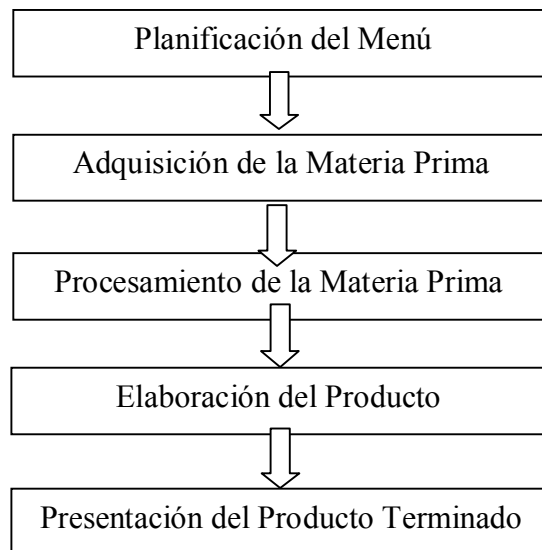 Planificación del Menú
Adquisición de la Materia Prima
Procesamiento de la Materia Prima
Elaboración del Producto
Presentación del Producto Terminado